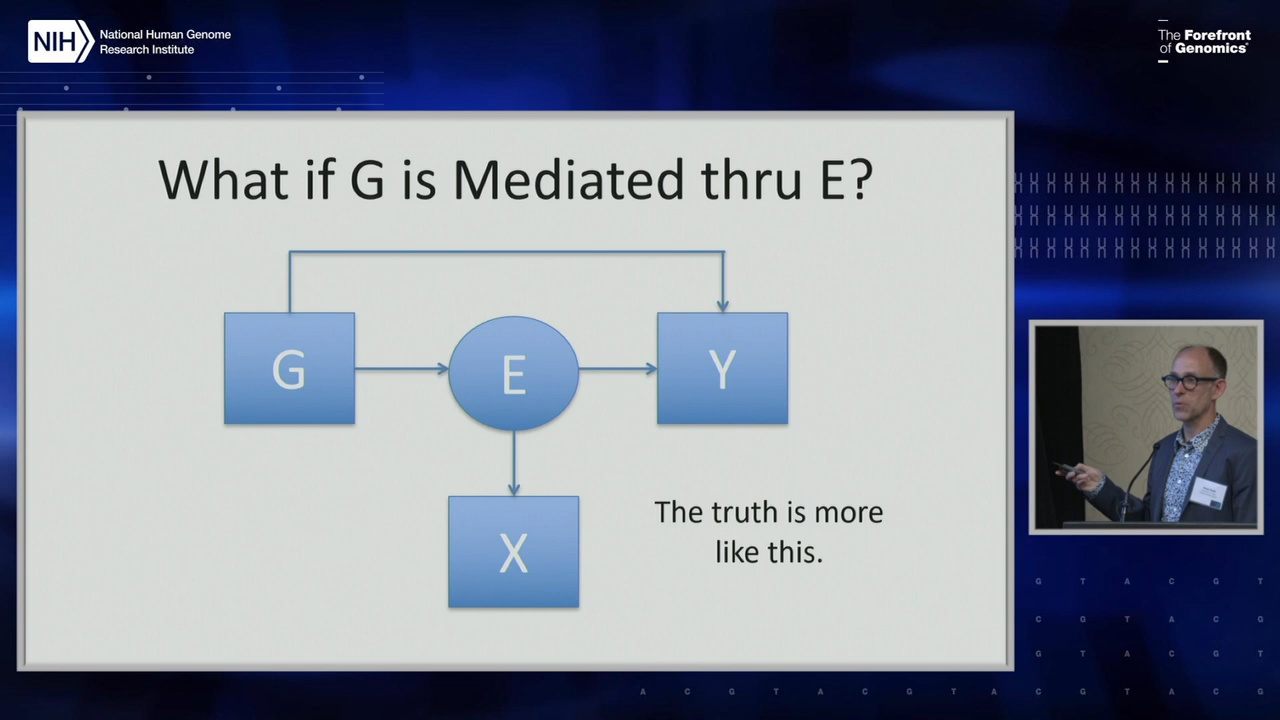 NIH
National Human Genome
Research Institute
The Forefront
of Genomics®
What if G is Mediated thru E?
G
E
Y
X
The truth is more
like this.
G T A C G T
C G T A C G
G T A C G T
A C G T A C G T A C G T A C G